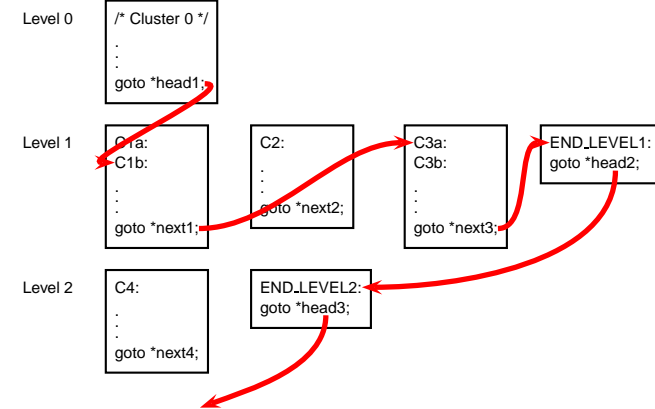 Level 0
/* Cluster 0 */
.
.
.
goto *head1;
Level 1
C1a:
C1b:
.
.
.
goto *next1;
C2:
.
.
.
goto *next2;
C3a:
C3b:
.
.
.
goto *next3;
END_LEVEL1:
goto *head2;
Level 2
C4:
.
.
.
goto *next4;
END_LEVEL2:
goto *head3;